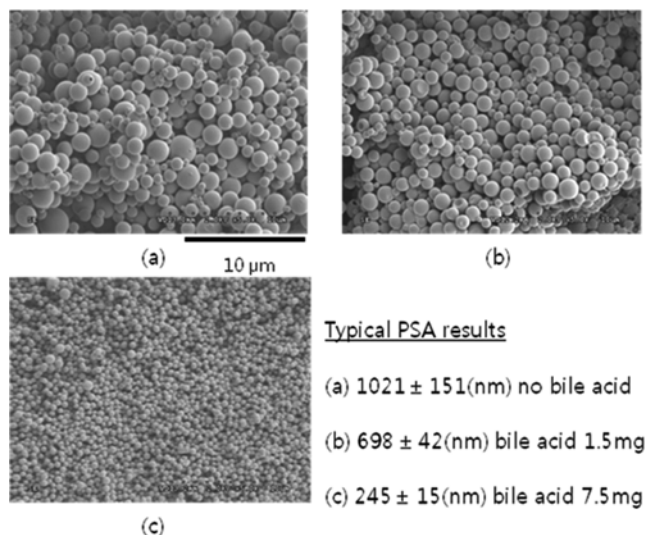 (a)
(b)
10 μm
(c)
Typical PSA results
(a) 1021 ± 151(nm) no bile acid
(b) 698 ± 42(nm) bile acid 1.5mg
(c) 245 ± 15(nm) bile acid 7.5mg